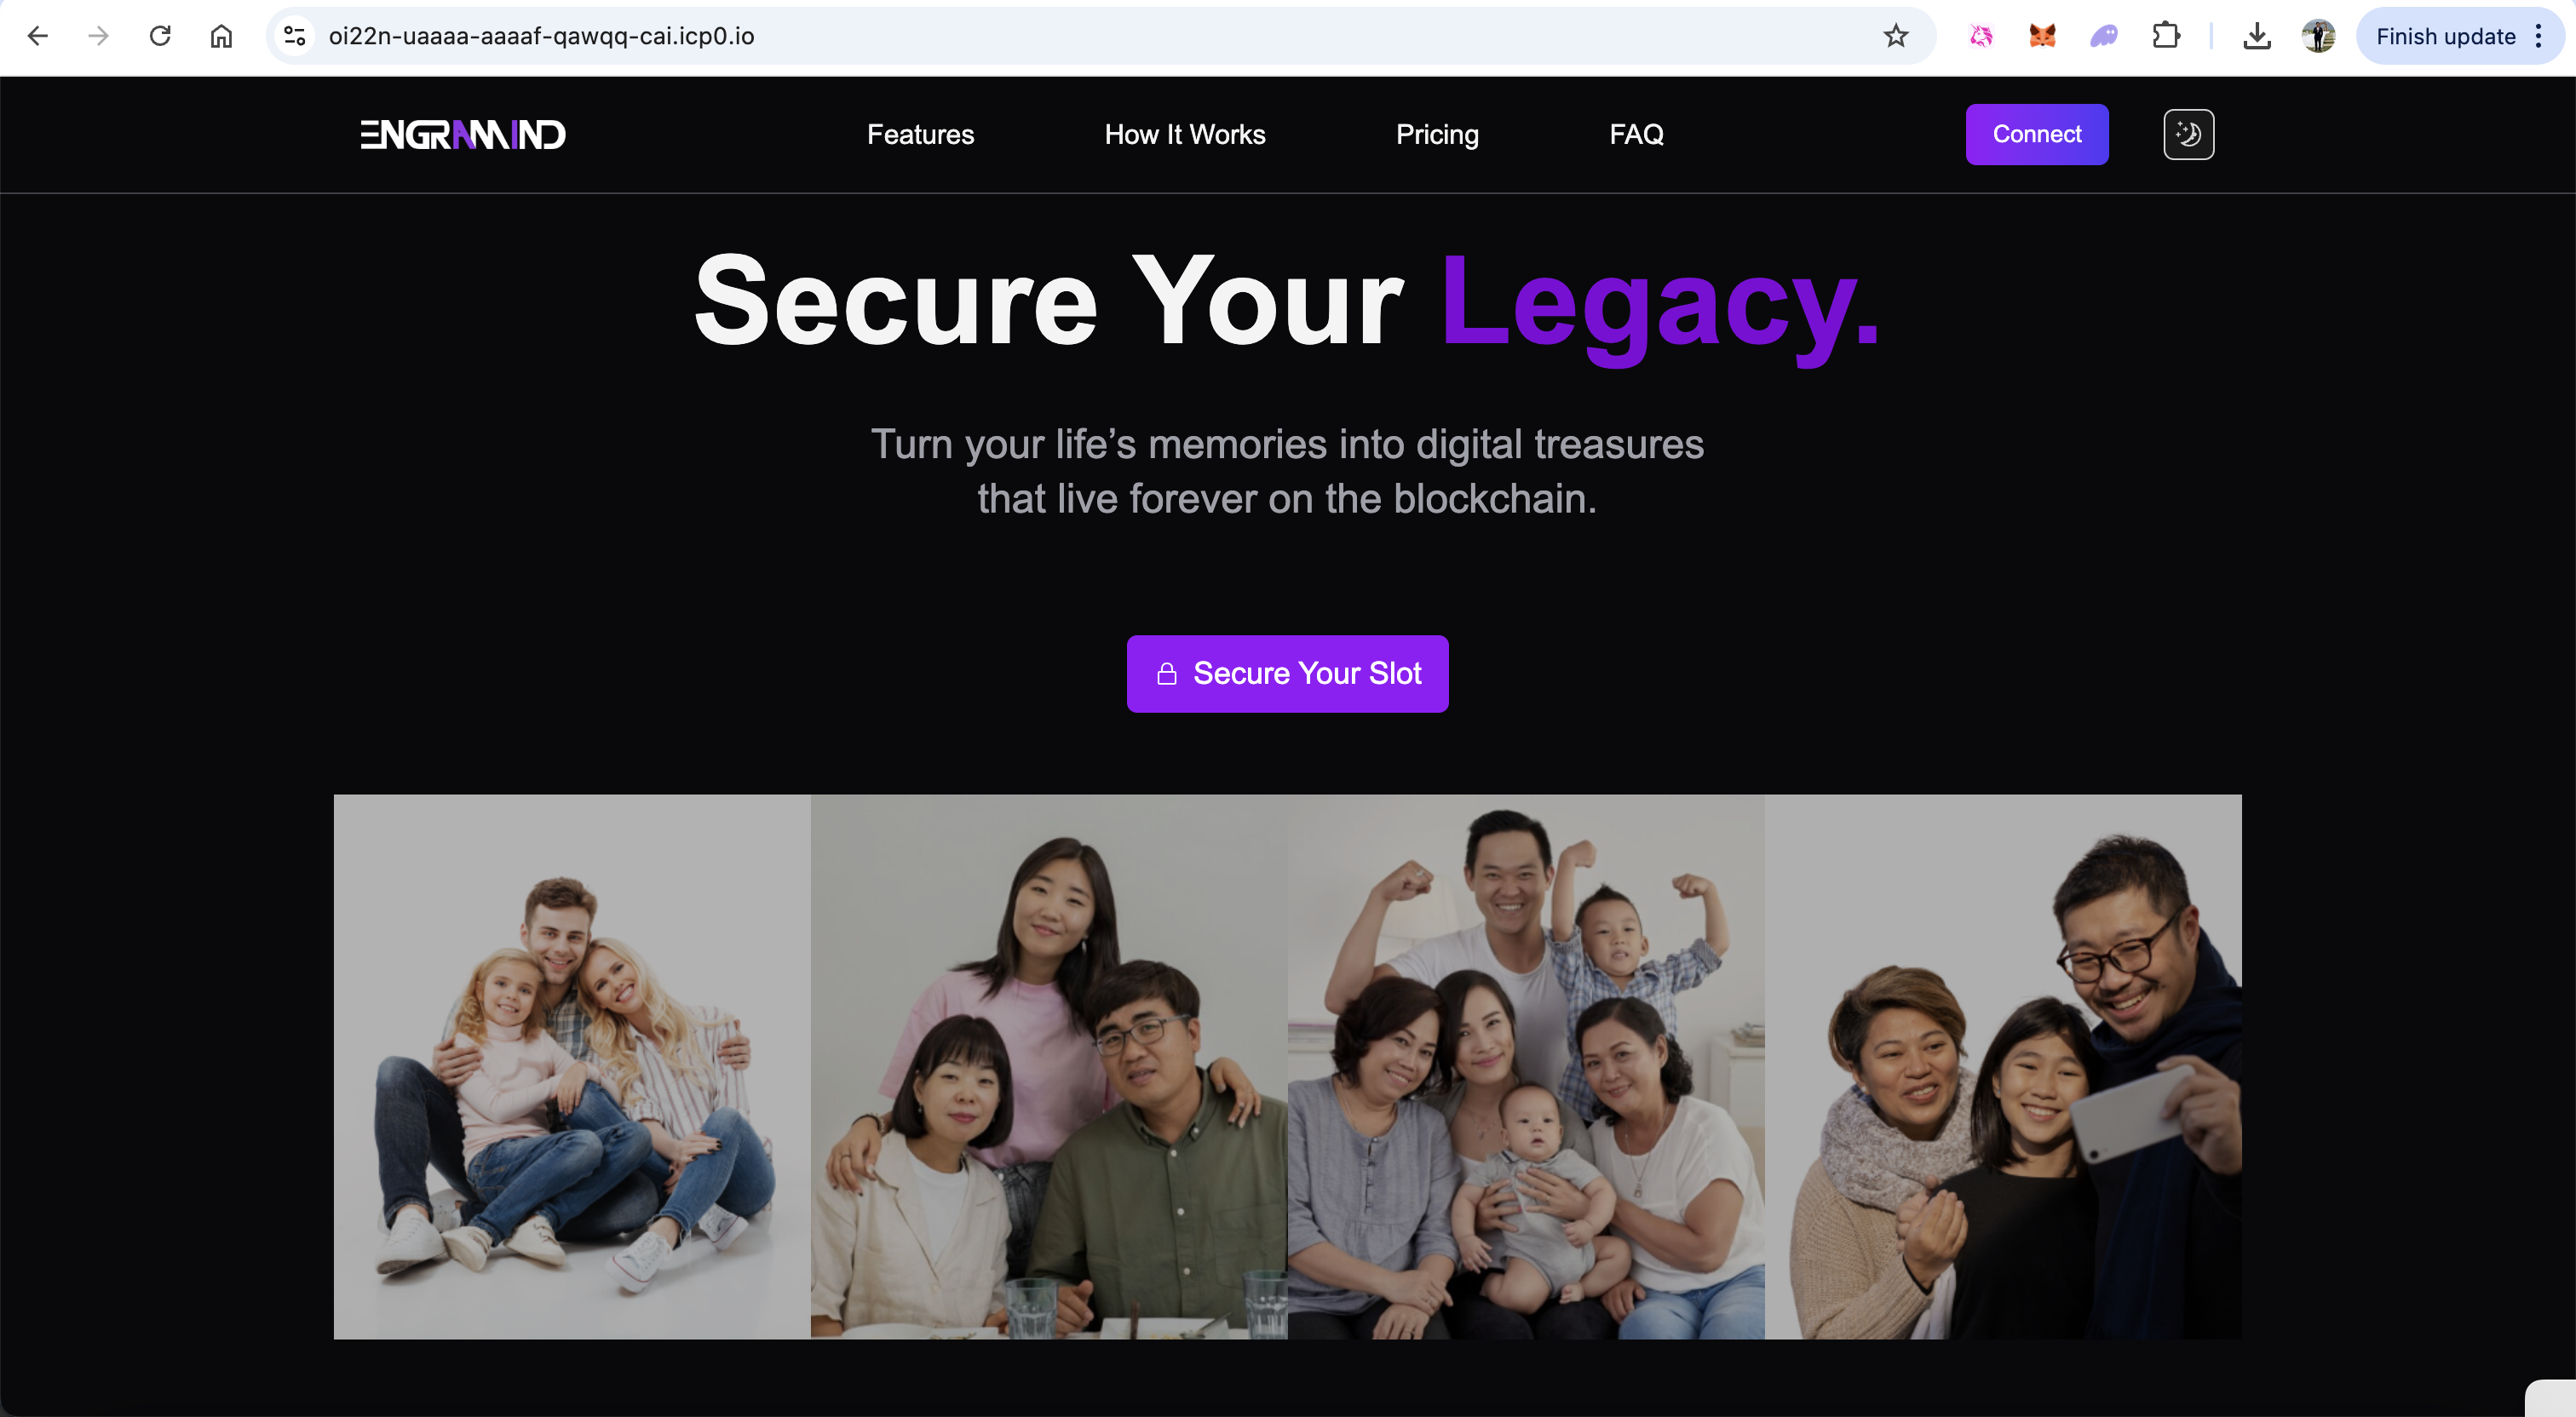 oi22n-uaaaa-aaaaf-qawqq-cai.icp0.io
Finish update
ENGRAMIND
Features
How It Works
Pricing
FAQ
Connect
Secure Your Legacy.
Turn your life’s memories into digital treasures
that live forever on the blockchain.
Secure Your Slot